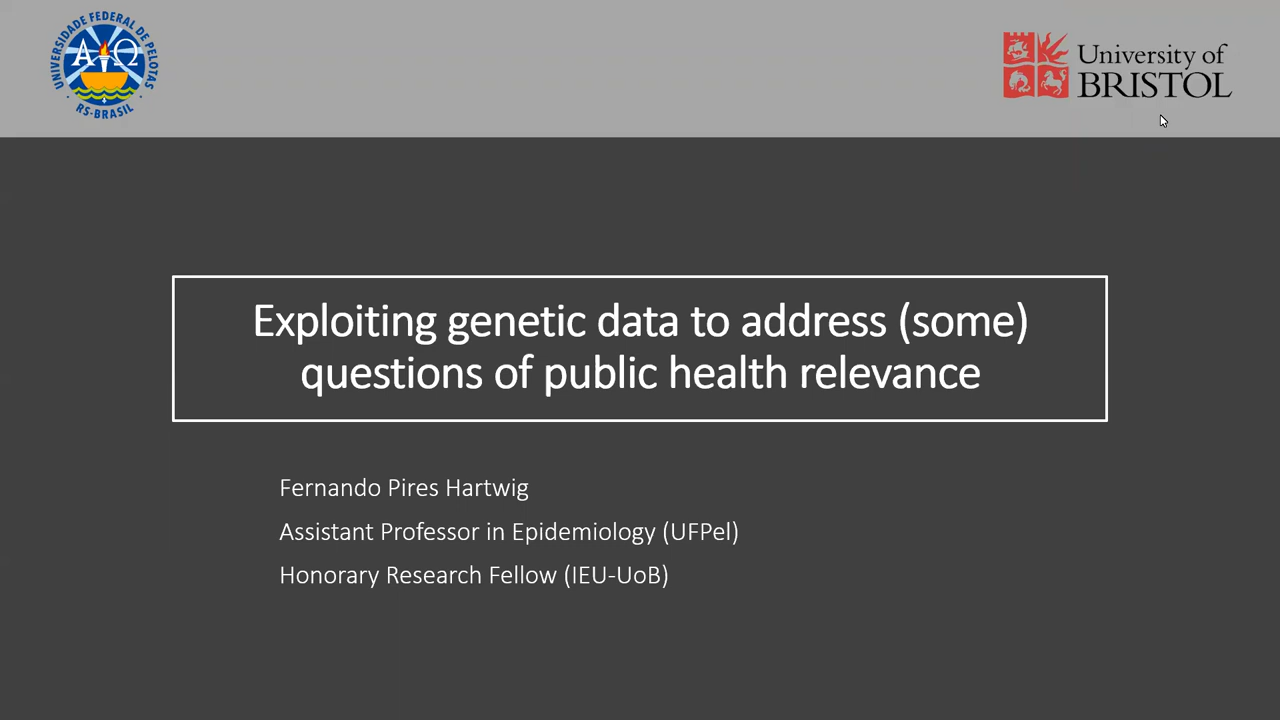 UNIVERSIDADE FEDERAL DE PELOTAS
Α Ω
· RS-BRASIL ·
University of
BRISTOL
Exploiting genetic data to address (some)
questions of public health relevance
Fernando Pires Hartwig
Assistant Professor in Epidemiology (UFPel)
Honorary Research Fellow (IEU-UoB)